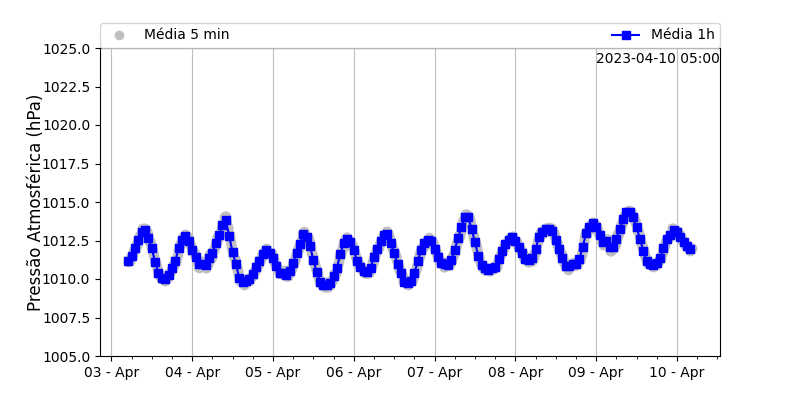 Média 5 min
Média 1h
2023-04-10 05:00
Pressão Atmosférica (hPa)
1025.0
1022.5
1020.0
1017.5
1015.0
1012.5
1010.0
1007.5
1005.0
03 - Apr
04 - Apr
05 - Apr
06 - Apr
07 - Apr
08 - Apr
09 - Apr
10 - Apr